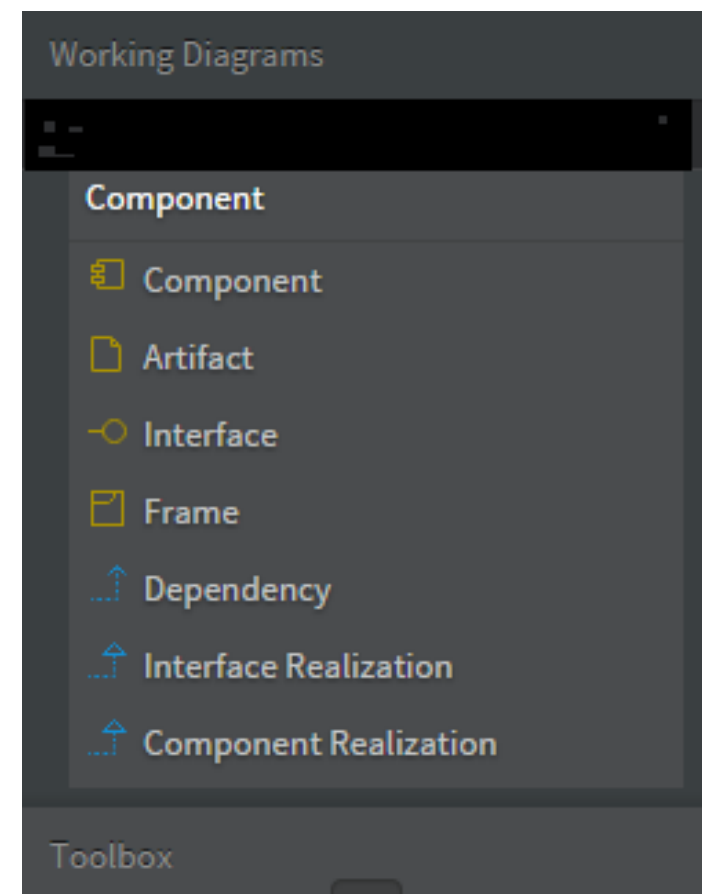 Working Diagrams
Component
Component
Artifact
Interface
Frame
Dependency
Interface Realization
Component Realization
Toolbox